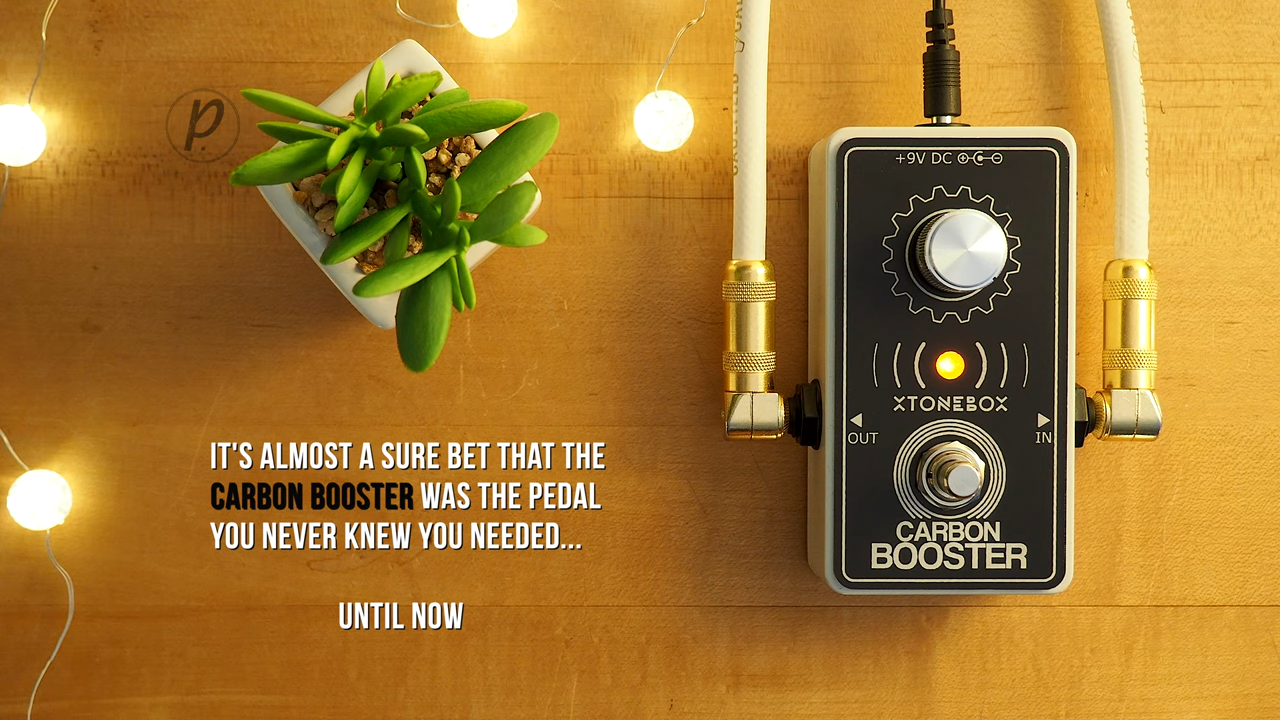 p.
+9V DC
XTONEBOX
OUT
IN
CARBON
BOOSTER
IT'S ALMOST A SURE BET THAT THE
CARBON BOOSTER WAS THE PEDAL
YOU NEVER KNEW YOU NEEDED...
UNTIL NOW